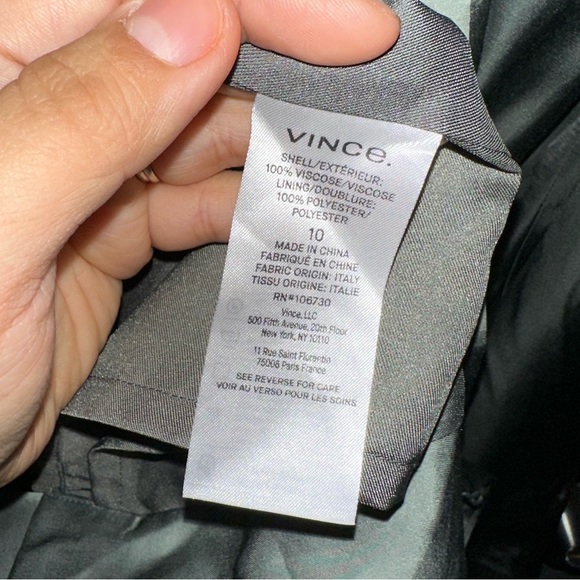 VINCE.
SHELL/EXTÉRIEUR:
100% VISCOSE/VISCOSE
LINING/DOUBLURE:
100% POLYESTER/
POLYESTER
10
MADE IN CHINA
FABRIQUÉ EN CHINE
FABRIC ORIGIN: ITALY
TISSU ORIGINE: ITALIE
RN#106730
Vince, LLC
500 Fifth Avenue, 20th Floor
New York, NY 10110
11 Rue Saint Florentin
75008 Paris France
SEE REVERSE FOR CARE
VOIR AU VERSO POUR LES SOINS